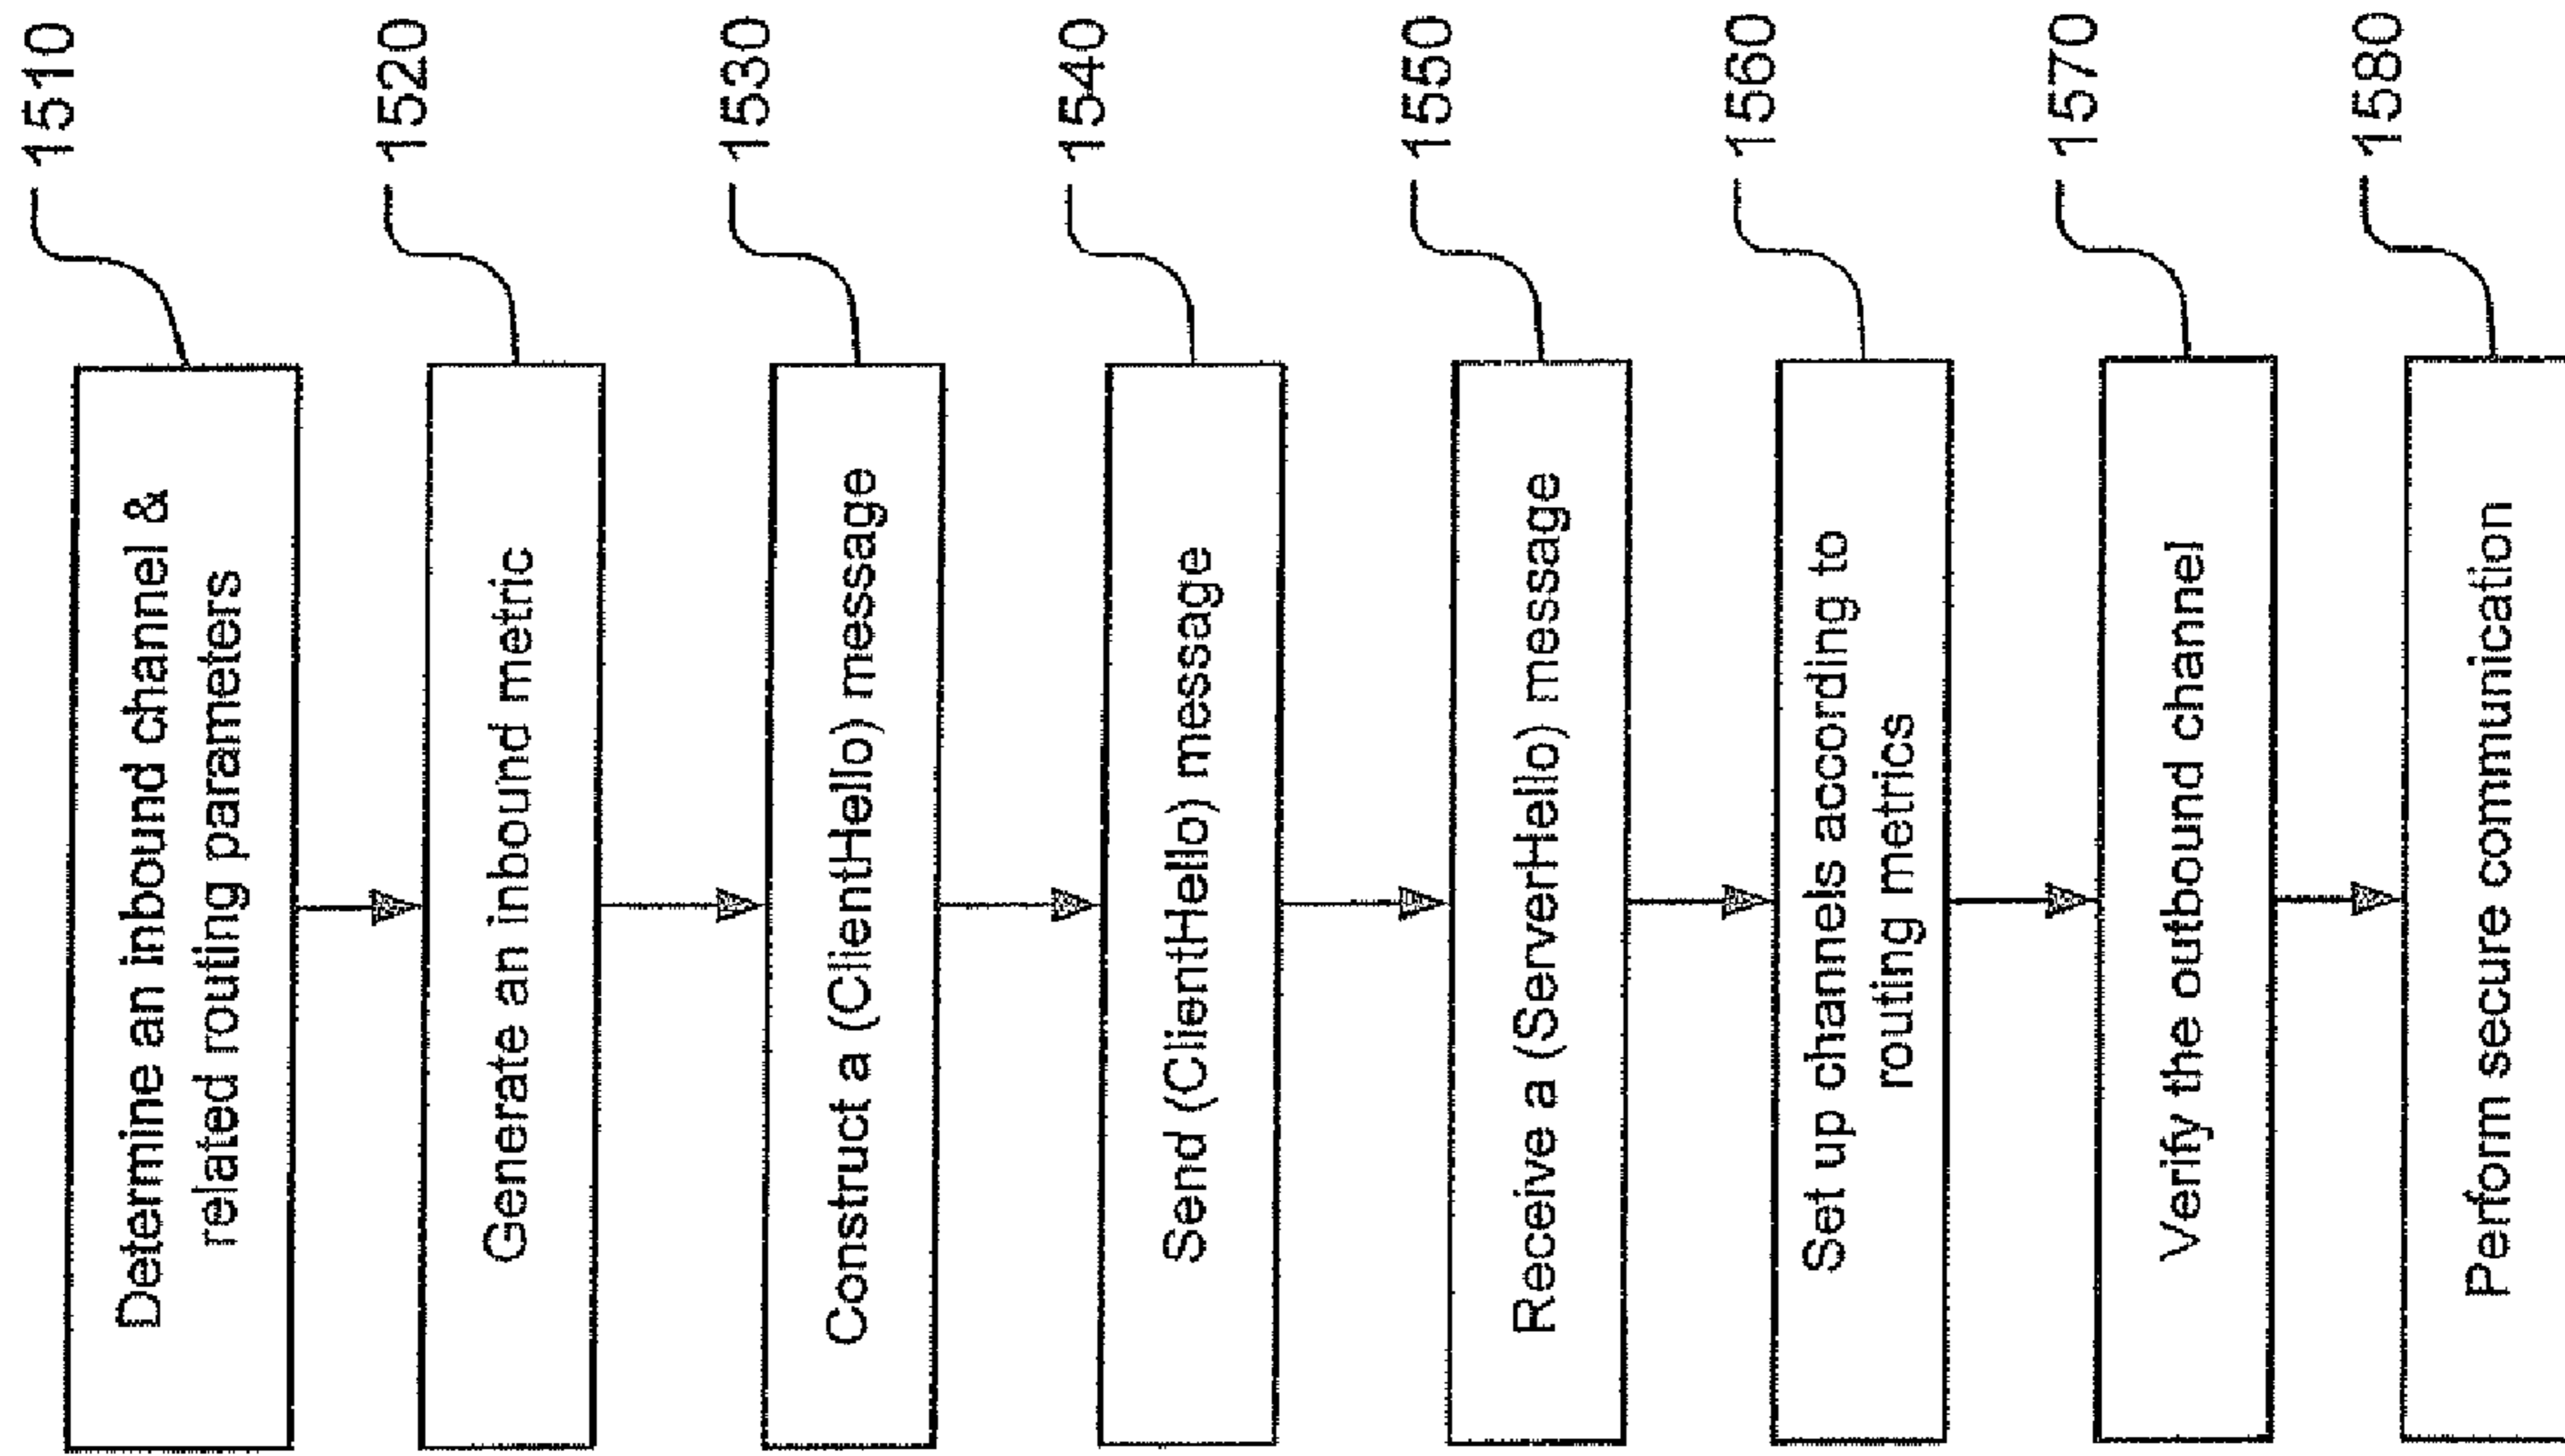 Determine an inbound channel &
related routing parameters
1510
Generate an inbound metric
1520
Construct a (ClientHello) message
1530
Send (ClientHello) message
1540
Receive a (ServerHello) message
1550
Set up channels according to
routing metrics
1560
Verify the outbound channel
1570
Perform secure communication
1580